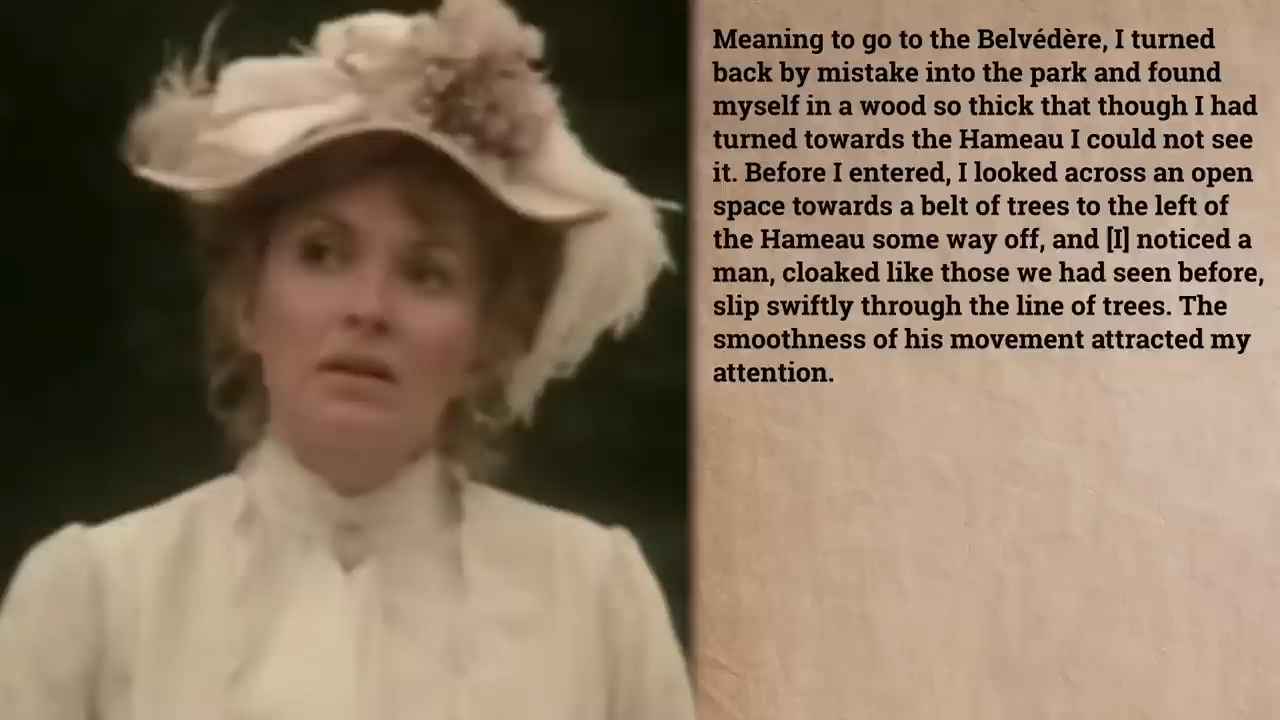 Meaning to go to the Belvédère, I turned
back by mistake into the park and found
myself in a wood so thick that though I had
turned towards the Hameau I could not see
it. Before I entered, I looked across an open
space towards a belt of trees to the left of
the Hameau some way off, and [I] noticed a
man, cloaked like those we had seen before,
slip swiftly through the line of trees. The
smoothness of his movement attracted my
attention.